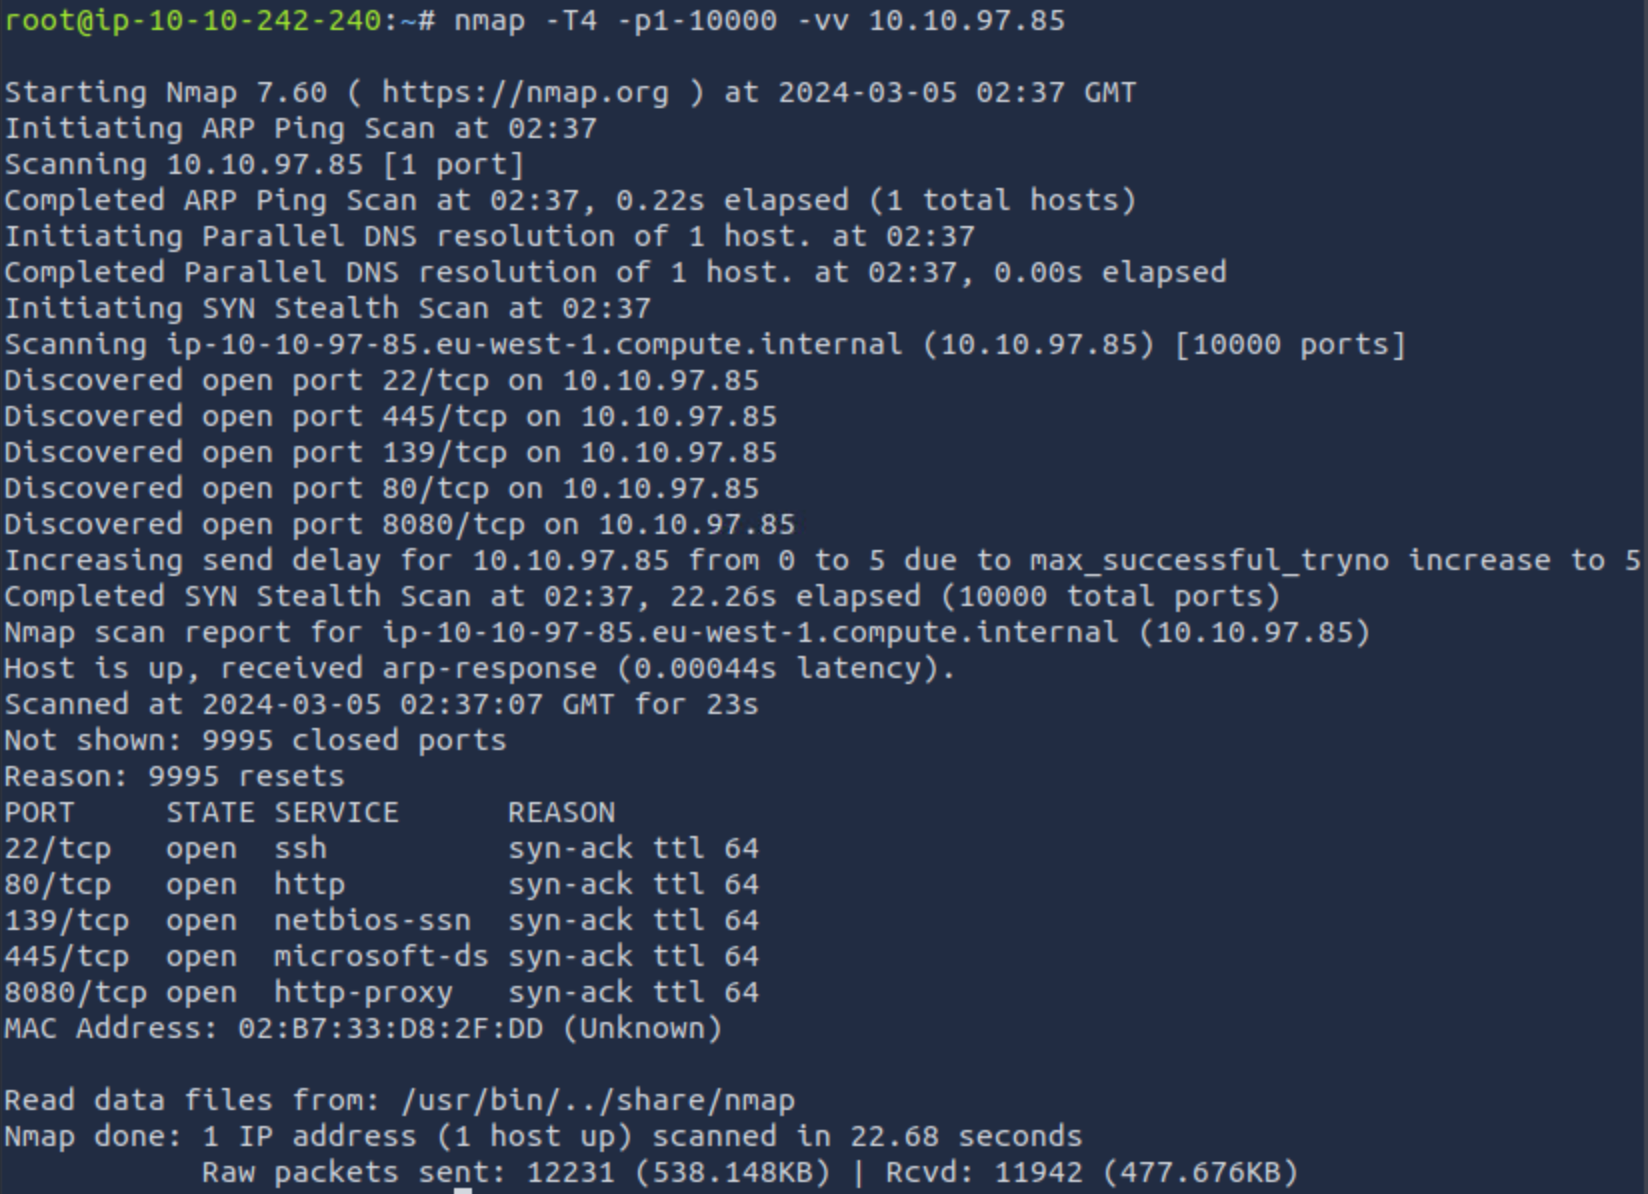 root@ip-10-10-242-240:~# nmap -T4 -p1-10000 -vv 10.10.97.85
Starting Nmap 7.60 ( https://nmap.org ) at 2024-03-05 02:37 GMT
Initiating ARP Ping Scan at 02:37
Scanning 10.10.97.85 [1 port]
Completed ARP Ping Scan at 02:37, 0.22s elapsed (1 total hosts)
Initiating Parallel DNS resolution of 1 host. at 02:37
Completed Parallel DNS resolution of 1 host. at 02:37, 0.00s elapsed
Initiating SYN Stealth Scan at 02:37
Scanning ip-10-10-97-85.eu-west-1.compute.internal (10.10.97.85) [10000 ports]
Discovered open port 22/tcp on 10.10.97.85
Discovered open port 445/tcp on 10.10.97.85
Discovered open port 139/tcp on 10.10.97.85
Discovered open port 80/tcp on 10.10.97.85
Discovered open port 8080/tcp on 10.10.97.85
Increasing send delay for 10.10.97.85 from 0 to 5 due to max_successful_tryno increase to 5
Completed SYN Stealth Scan at 02:37, 22.26s elapsed (10000 total ports)
Nmap scan report for ip-10-10-97-85.eu-west-1.compute.internal (10.10.97.85)
Host is up, received arp-response (0.00044s latency).
Scanned at 2024-03-05 02:37:07 GMT for 23s
Not shown: 9995 closed ports
Reason: 9995 resets
PORT     STATE SERVICE      REASON
22/tcp   open  ssh          syn-ack ttl 64
80/tcp   open  http         syn-ack ttl 64
139/tcp  open  netbios-ssn  syn-ack ttl 64
445/tcp  open  microsoft-ds syn-ack ttl 64
8080/tcp open  http-proxy   syn-ack ttl 64
MAC Address: 02:B7:33:D8:2F:DD (Unknown)
Read data files from: /usr/bin/../share/nmap
Nmap done: 1 IP address (1 host up) scanned in 22.68 seconds
Raw packets sent: 12231 (538.148KB) | Rcvd: 11942 (477.676KB)